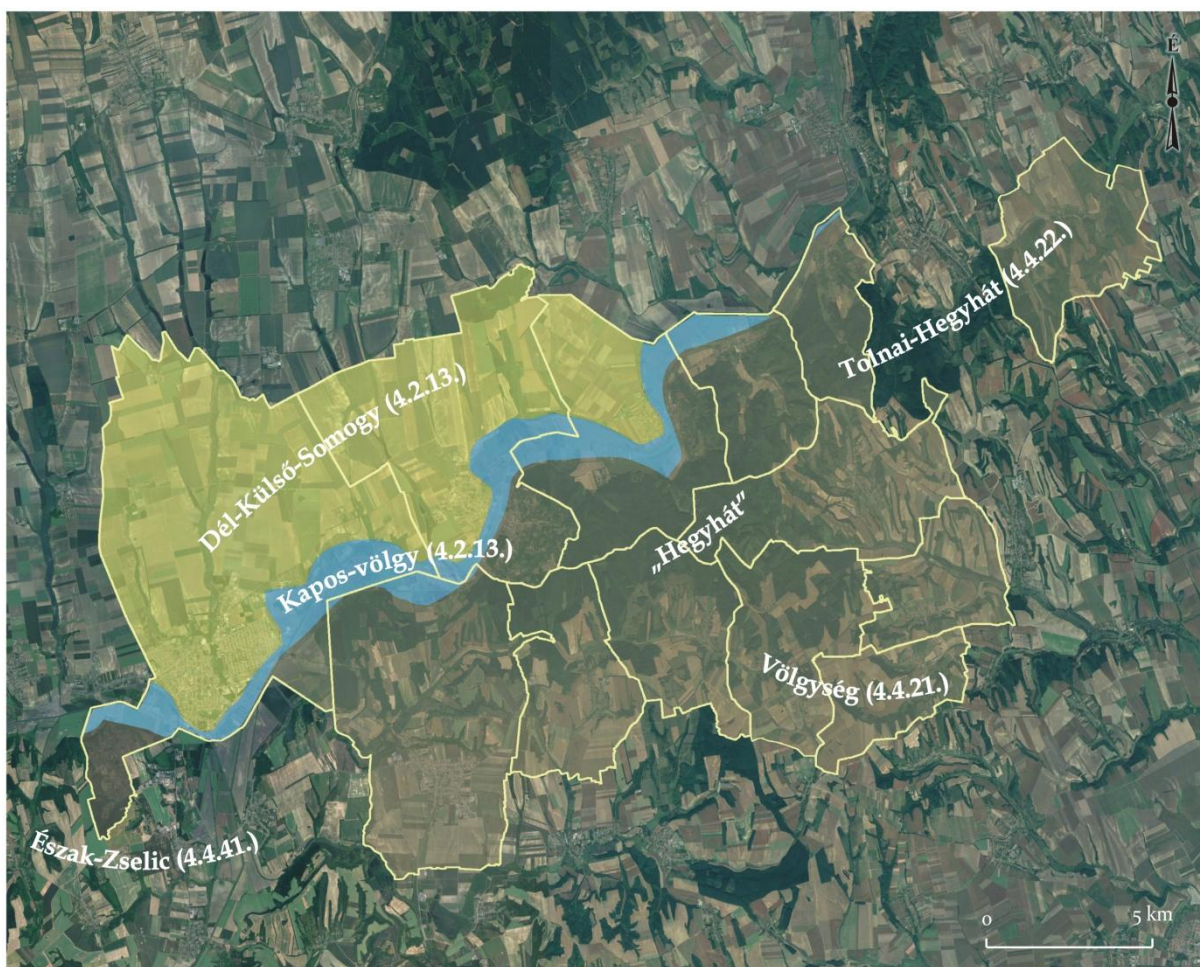 É
Tolnai-Hegyhát (4.4.22.)
Dél-Külső-Somogy (4.2.13.)
„Hegyhát"
Kapos-völgy (4.2.13.)
Völgység (4.4.21.)
Észak-Zselic (4.4.41.)
0 5 km